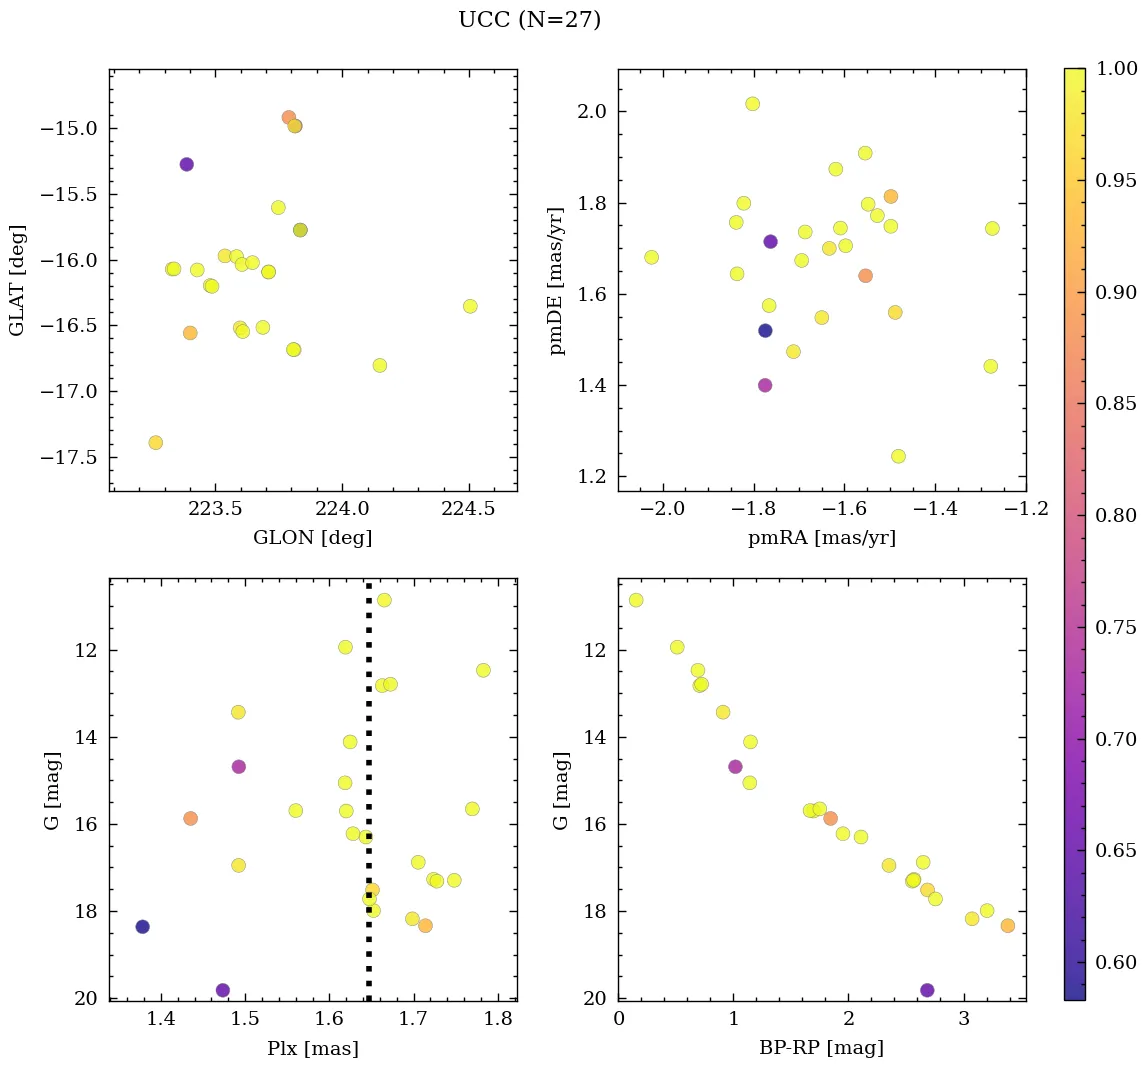 UCC (N=27)
−15.0
−15.5
−16.0
−16.5
−17.0
−17.5
GLAT [deg]
223.5 224.0 224.5
GLON [deg]
2.0
1.8
1.6
1.4
1.2
pmDE [mas/yr]
−2.0 −1.8 −1.6 −1.4 −1.2
pmRA [mas/yr]
12
14
16
18
20
G [mag]
1.4 1.5 1.6 1.7 1.8
Plx [mas]
12
14
16
18
20
G [mag]
0 1 2 3
BP-RP [mag]
1.00
0.95
0.90
0.85
0.80
0.75
0.70
0.65
0.60